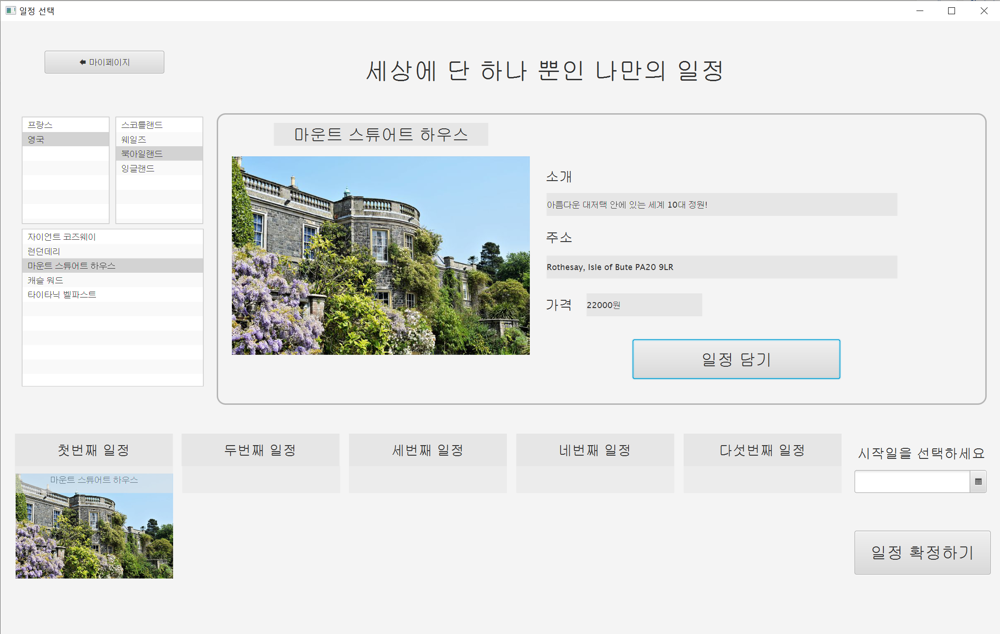 일정 선택
마이페이지
세상에 단 하나 뿐인 나만의 일정
프랑스
영국
스코틀랜드
웨일즈
북아일랜드
잉글랜드
자이언트 코즈웨이
런던데리
마운트 스튜어트 하우스
캐슬 워드
타이타닉 벨파스트
마운트 스튜어트 하우스
소개
아름다운 대저택 안에 있는 세계 10대 정원!
주소
Rothesay, Isle of Bute PA20 9LR
가격
22000원
일정 담기
첫번째 일정
두번째 일정
세번째 일정
네번째 일정
다섯번째 일정
시작일을 선택하세요
마운트 스튜어트 하우스
일정 확정하기